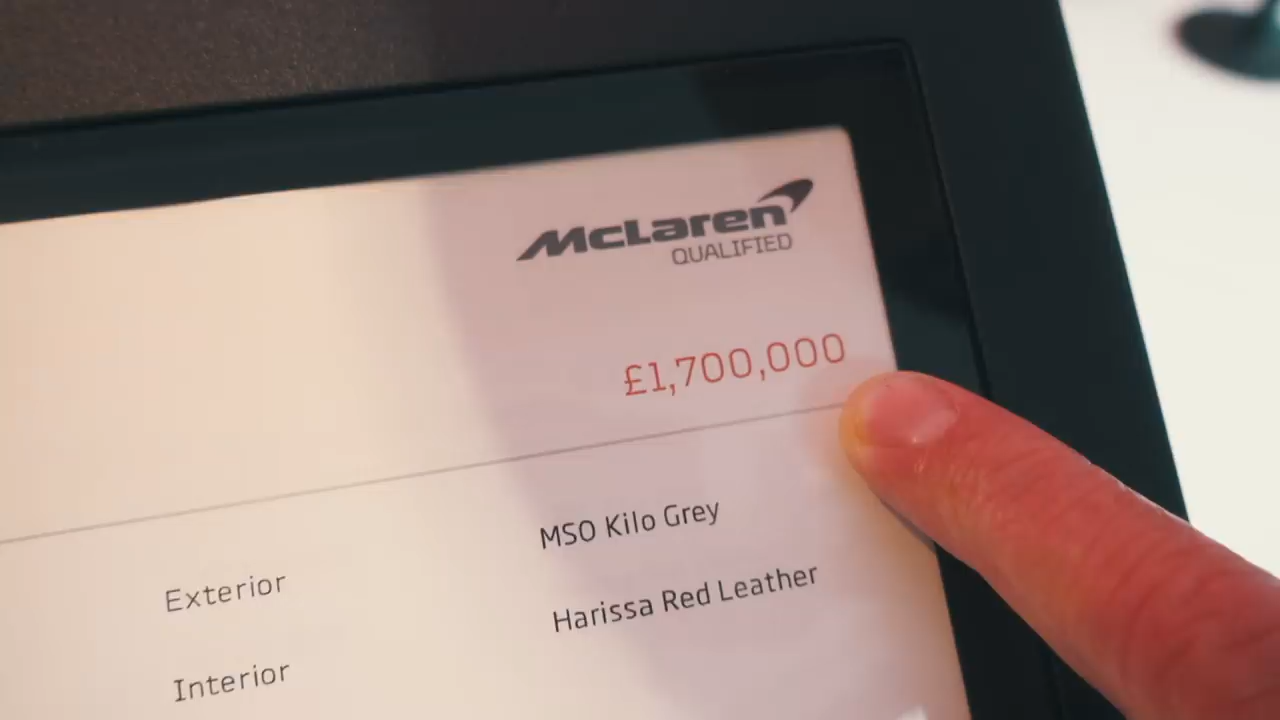 McLaren
QUALIFIED
£1,700,000
Exterior MSO Kilo Grey
Interior Harissa Red Leather